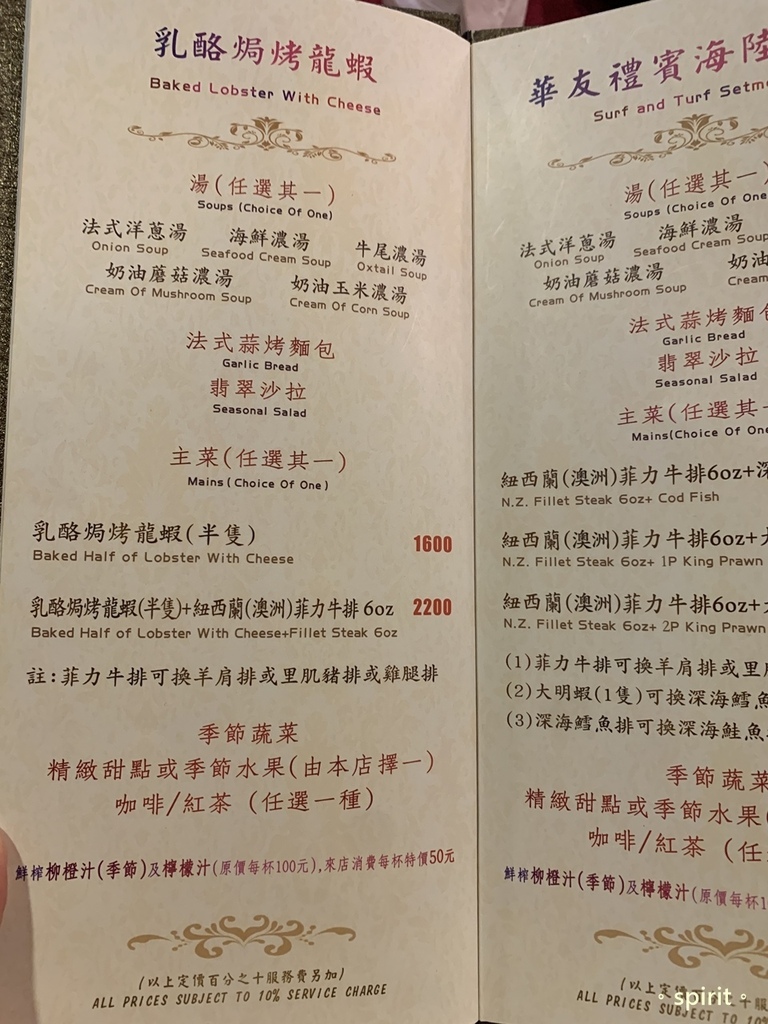 乳酪焗烤龍蝦
Baked Lobster With Cheese
湯(任選其一)
Soups (Choice Of One)
法式洋蔥湯 海鮮濃湯 牛尾濃湯
Onion Soup Seafood Cream Soup Oxtail Soup
奶油蘑菇濃湯 奶油玉米濃湯
Cream Of Mushroom Soup Cream Of Corn Soup
法式蒜烤麵包
Garlic Bread
翡翠沙拉
Seasonal Salad
主菜(任選其一)
Mains (Choice Of One)
乳酪焗烤龍蝦(半隻) 1600
Baked Half of Lobster With Cheese
乳酪焗烤龍蝦(半隻)+紐西蘭(澳洲)菲力牛排 6oz 2200
Baked Half of Lobster With Cheese+Fillet Steak 6oz
註:菲力牛排可換羊肩排或里肌豬排或雞腿排
季節蔬菜
精緻甜點或季節水果(由本店擇一)
咖啡/紅茶 (任選一種)
鮮榨柳橙汁(季節)及檸檬汁(原價每杯100元),來店消費每杯特價50元
(以上定價百分之十服務費另加)
ALL PRICES SUBJECT TO 10% SERVICE CHARGE
華友禮賓海陸
Surf and Turf
湯(任選其一)
Soups (Choice Of One
法式洋蔥湯 海鮮濃湯
Onion Soup Seafood Cream Soup
奶油蘑菇濃湯 奶油
Cream Of Mushroom Soup Cream
法式蒜烤麵包
Garlic Bread
翡翠沙拉
Seasonal Salad
主菜(任選其一
Mains(Choice Of One
紐西蘭(澳洲)菲力牛排6oz+深
N.Z. Fillet Steak 6oz+ Cod Fish
紐西蘭(澳洲)菲力牛排6oz+
N.Z. Fillet Steak 6oz+ 1P King Prawn
紐西蘭(澳洲)菲力牛排6oz+
N.Z. Fillet Steak 6oz+ 2P King Prawn
(1)菲力牛排可換羊肩排或里
(2)大明蝦(1隻)可換深海鱈
(3)深海鱈魚排可換深海鮭魚
季節蔬菜
精緻甜點或季節水果(
咖啡/紅茶 (任
鮮榨柳橙汁(季節)及檸檬汁(原價每杯1
(以上定價百分之十服
ALL PRICES SUBJECT TO 10%
。spirit。